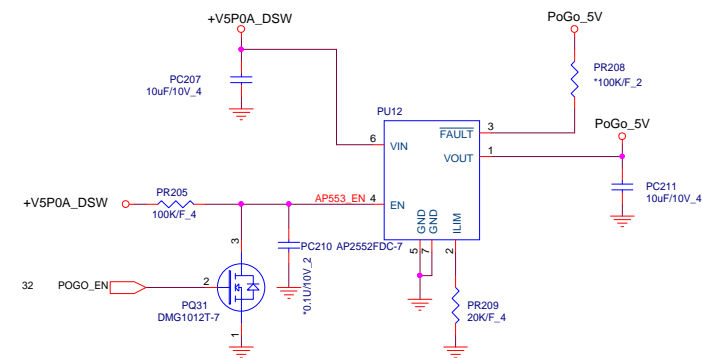 +V5P0A_DSW
PoGo_5V
PC207
10uF/10V_4
PR208
*100K/F_2
PU12
PoGo_5V
6
VIN
FAULT
3
VOUT
1
PC211
10uF/10V_4
+V5P0A_DSW
PR205
100K/F_4
AP553_EN
4
EN
GND
GND
ILIM
5
7
2
3
PC210
*0.1U/10V_2
AP2552FDC-7
32
POGO_EN
2
PQ31
DMG1012T-7
1
PR209
20K/F_4